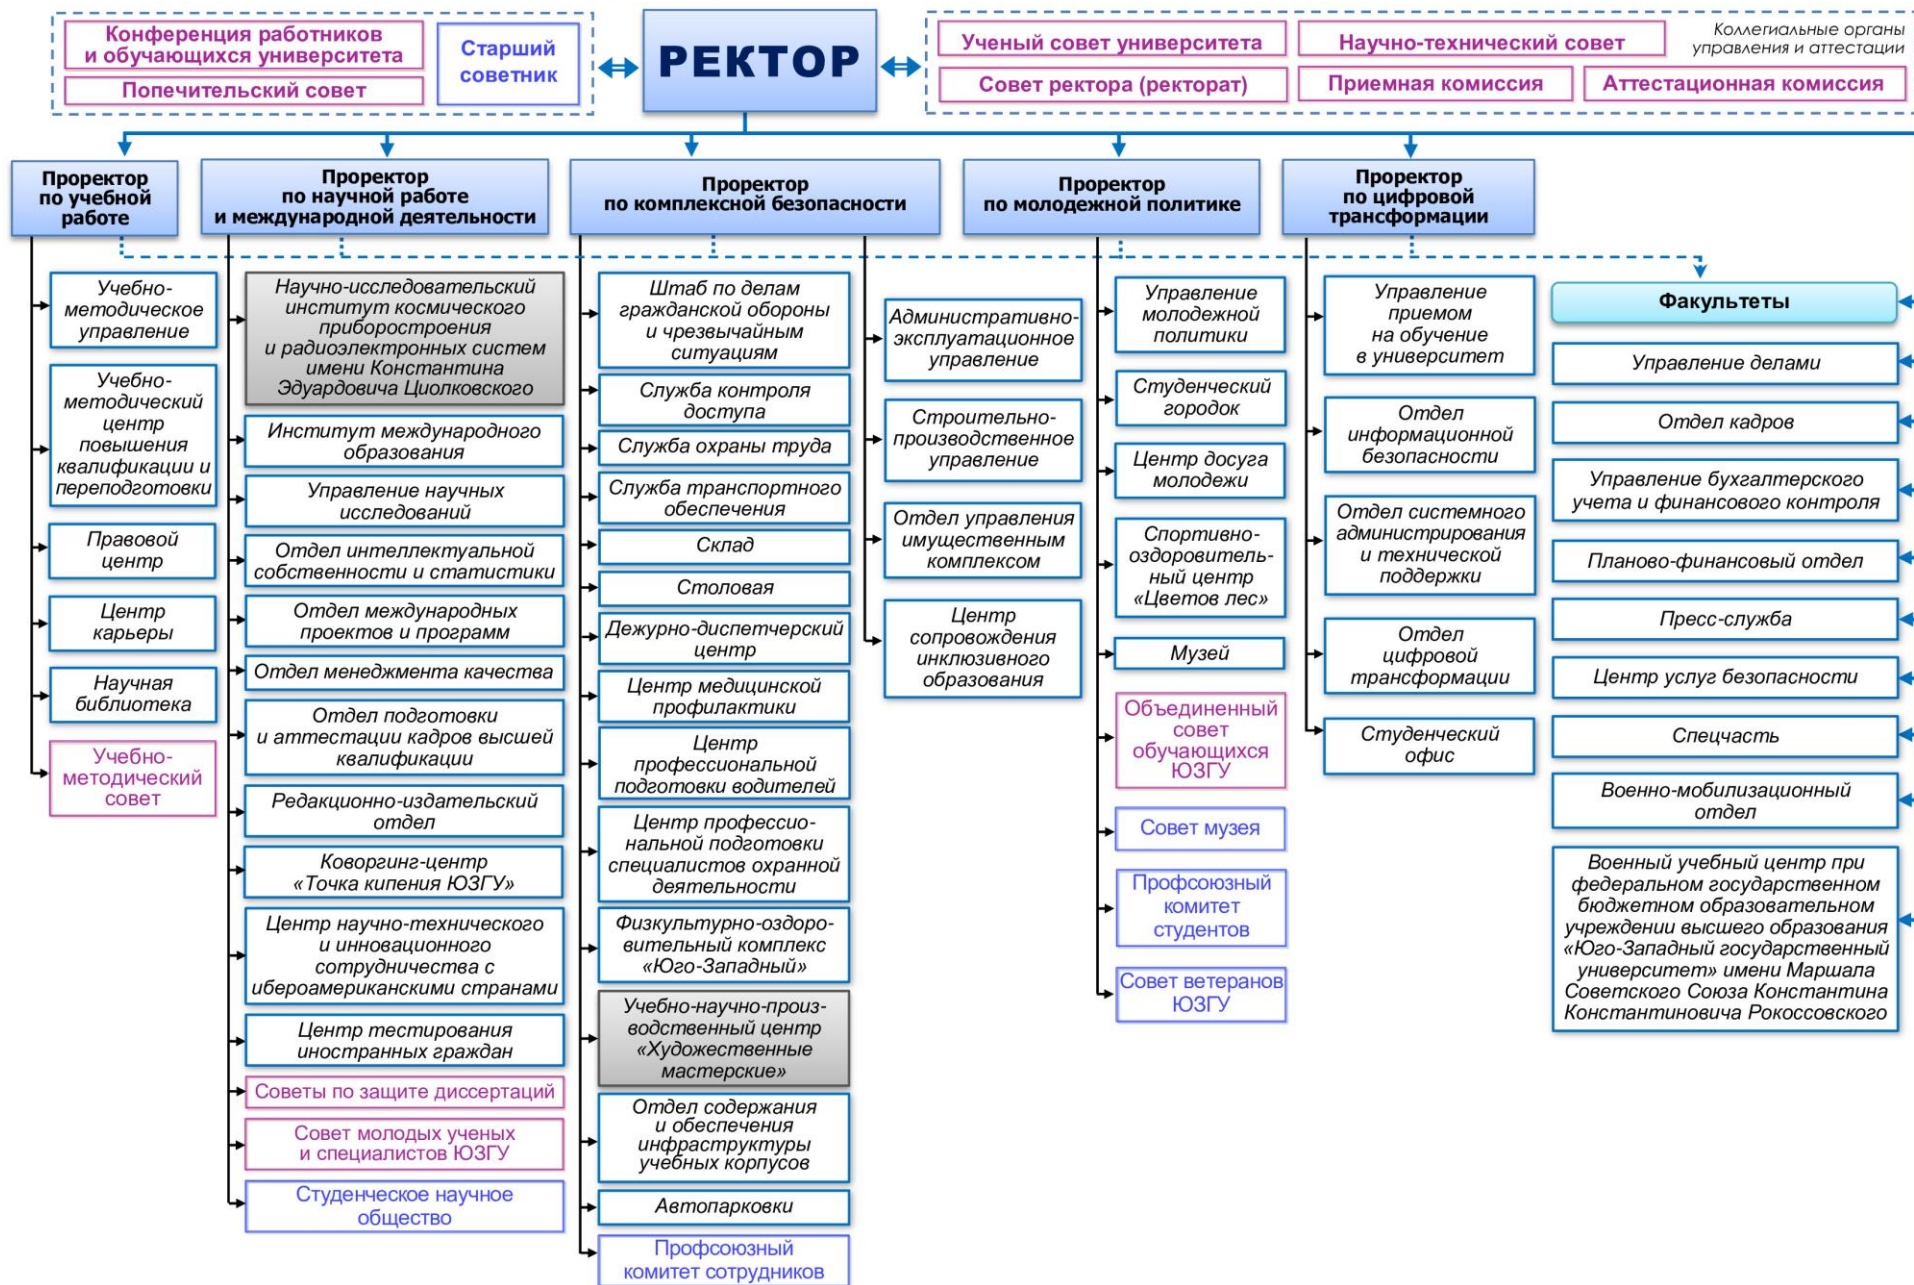 Конференция работников
и обучающихся университета
Попечительский совет
Старший
советник
РЕКТОР
Ученый совет университета
Научно-технический совет
Коллегиальные органы
управления и аттестации
Совет ректора (ректорат)
Приемная комиссия
Аттестационная комиссия
Проректор
по учебной
работе
Проректор
по научной работе
и международной деятельности
Проректор
по комплексной безопасности
Проректор
по молодежной политике
Проректор
по цифровой
трансформации
Учебно-
методическое
управление
Учебно-
методический
центр
повышения
квалификации и
переподготовки
Правовой
центр
Центр
карьеры
Научная
библиотека
Учебно-
методический
совет
Научно-исследовательский
институт космического
приборостроения
и радиоэлектронных систем
имени Константина
Эдуардовича Циолковского
Институт международного
образования
Управление научных
исследований
Отдел интеллектуальной
собственности и статистики
Отдел международных
проектов и программ
Отдел менеджмента качества
Отдел подготовки
и аттестации кадров высшей
квалификации
Редакционно-издательский
отдел
Коворгинг-центр
«Точка кипения ЮЗГУ»
Центр научно-технического
и инновационного
сотрудничества с
ибероамериканскими странами
Центр тестирования
иностранных граждан
Советы по защите диссертаций
Совет молодых ученых
и специалистов ЮЗГУ
Студенческое научное
общество
Штаб по делам
гражданской обороны
и чрезвычайным
ситуациям
Служба контроля
доступа
Служба охраны труда
Служба транспортного
обеспечения
Склад
Столовая
Дежурно-диспетчерский
центр
Центр медицинской
профилактики
Центр
профессиональной
подготовки водителей
Центр профессио-
нальной подготовки
специалистов охранной
деятельности
Физкультурно-оздоро-
вительный комплекс
«Юго-Западный»
Учебно-научно-произ-
водственный центр
«Художественные
мастерские»
Отдел содержания
и обеспечения
инфраструктуры
учебных корпусов
Автопарковки
Профсоюзный
комитет сотрудников
Административно-
эксплуатационное
управление
Строительно-
производственное
управление
Отдел управления
имущественным
комплексом
Центр
сопровождения
инклюзивного
образования
Управление
молодежной
политики
Студенческий
городок
Центр досуга
молодежи
Спортивно-
оздоровитель-
ный центр
«Цветов лес»
Музей
Объединенный
совет
обучающихся
ЮЗГУ
Совет музея
Профсоюзный
комитет
студентов
Совет ветеранов
ЮЗГУ
Управление
приемом
на обучение
в университет
Отдел
информационной
безопасности
Отдел системного
администрирования
и технической
поддержки
Отдел
цифровой
трансформации
Студенческий
офис
Факультеты
Управление делами
Отдел кадров
Управление бухгалтерского
учета и финансового контроля
Планово-финансовый отдел
Пресс-служба
Центр услуг безопасности
Спецчасть
Военно-мобилизационный
отдел
Военный учебный центр при
федеральном государственном
бюджетном образовательном
учреждении высшего образования
«Юго-Западный государственный
университет» имени Маршала
Советского Союза Константина
Константиновича Рокоссовского